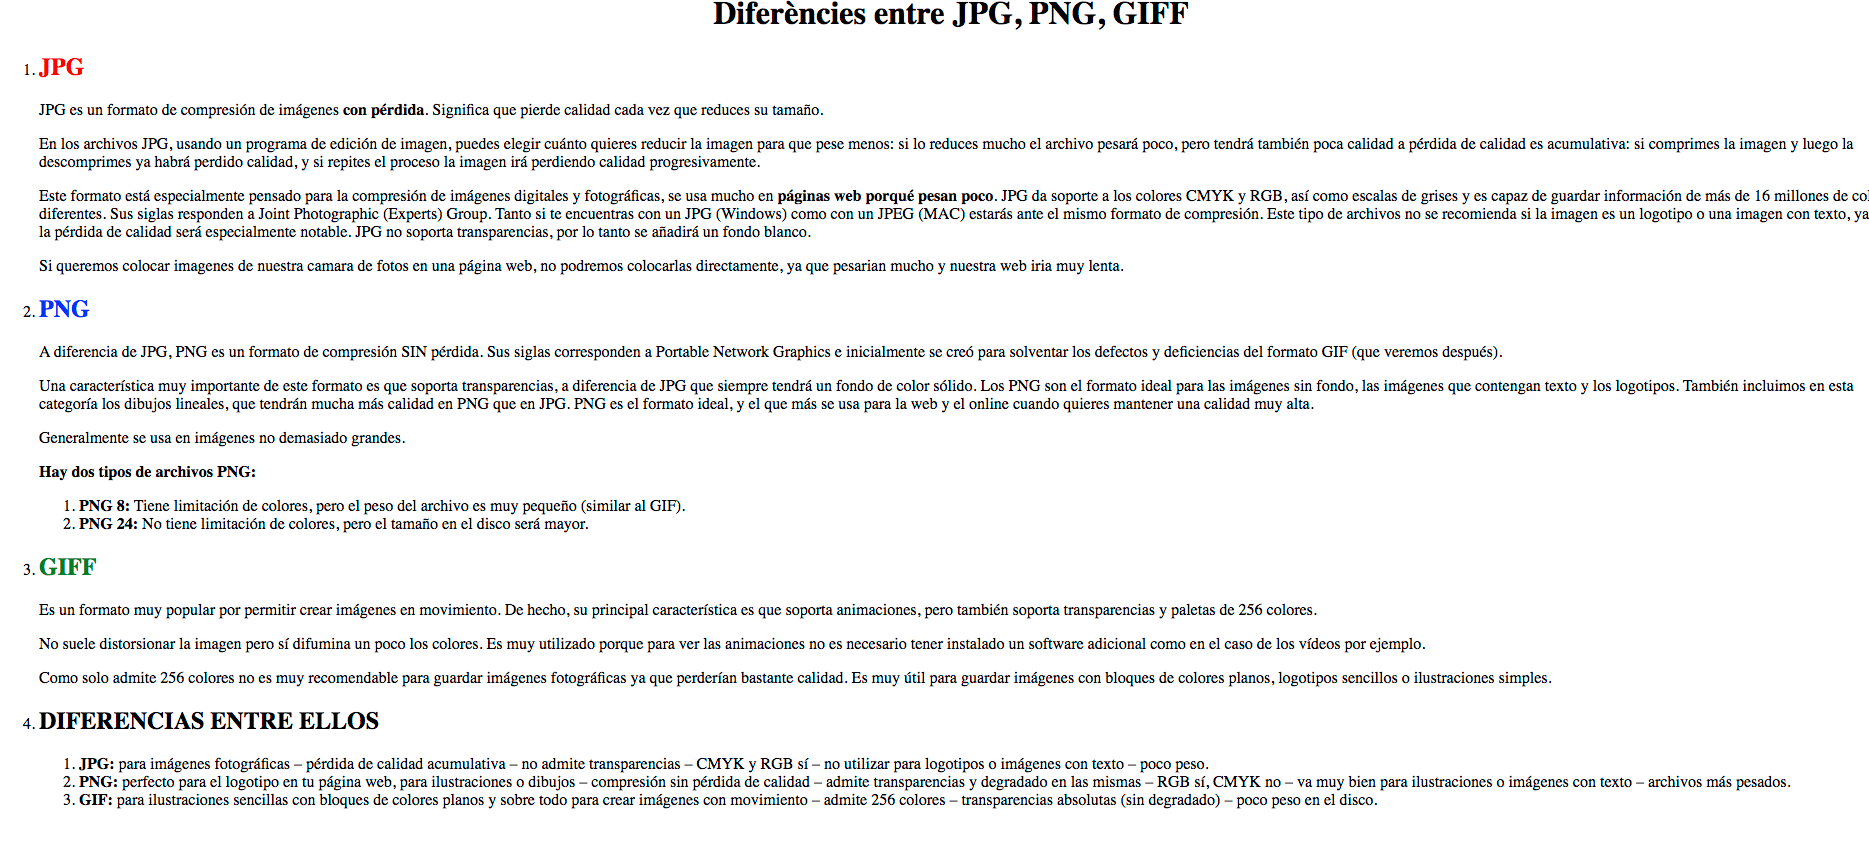 Diferències entre JPG, PNG, GIFF
1. JPG
JPG es un formato de compresión de imágenes con pérdida. Significa que pierde calidad cada vez que reduces su tamaño.
En los archivos JPG, usando un programa de edición de imagen, puedes elegir cuánto quieres reducir la imagen para que pese menos: si lo reduces mucho el archivo pesará poco, pero tendrá también poca calidad a pérdida de calidad es acumulativa: si comprimes la imagen y luego la
descomprimes ya habrá perdido calidad, y si repites el proceso la imagen irá perdiendo calidad progresivamente.
Este formato está especialmente pensado para la compresión de imágenes digitales y fotográficas, se usa mucho en páginas web porqué pesan poco. JPG da soporte a los colores CMYK y RGB, así como escalas de grises y es capaz de guardar información de más de 16 millones de
diferentes. Sus siglas responden a Joint Photographic (Experts) Group. Tanto si te encuentras con un JPG (Windows) como con un JPEG (MAC) estarás ante el mismo formato de compresión. Este tipo de archivos no se recomienda si la imagen es un logotipo o una imagen con texto, ya
la pérdida de calidad será especialmente notable. JPG no soporta transparencias, por lo tanto se añadirá un fondo blanco.
Si queremos colocar imagenes de nuestra camara de fotos en una página web, no podremos colocarlas directamente, ya que pesarian mucho y nuestra web iria muy lenta.
2. PNG
A diferencia de JPG, PNG es un formato de compresión SIN pérdida. Sus siglas corresponden a Portable Network Graphics e inicialmente se creó para solventar los defectos y deficiencias del formato GIF (que veremos después).
Una característica muy importante de este formato es que soporta transparencias, a diferencia de JPG que siempre tendrá un fondo de color sólido. Los PNG son el formato ideal para las imágenes sin fondo, las imágenes que contengan texto y los logotipos. También incluimos en esta
categoría los dibujos lineales, que tendrán mucha más calidad en PNG que en JPG. PNG es el formato ideal, y el que más se usa para la web y el online cuando quieres mantener una calidad muy alta.
Generalmente se usa en imágenes no demasiado grandes.
Hay dos tipos de archivos PNG:
1. PNG 8: Tiene limitación de colores, pero el peso del archivo es muy pequeño (similar al GIF).
2. PNG 24: No tiene limitación de colores, pero el tamaño en el disco será mayor.
3. GIFF
Es un formato muy popular por permitir crear imágenes en movimiento. De hecho, su principal característica es que soporta animaciones, pero también soporta transparencias y paletas de 256 colores.
No suele distorsionar la imagen pero sí difumina un poco los colores. Es muy utilizado porque para ver las animaciones no es necesario tener instalado un software adicional como en el caso de los vídeos por ejemplo.
Como solo admite 256 colores no es muy recomendable para guardar imágenes fotográficas ya que perderían bastante calidad. Es muy útil para guardar imágenes con bloques de colores planos, logotipos sencillos o ilustraciones simples.
4. DIFERENCIAS ENTRE ELLOS
1. JPG: para imágenes fotográficas – pérdida de calidad acumulativa – no admite transparencias – CMYK y RGB sí – no utilizar para logotipos o imágenes con texto – poco peso.
2. PNG: perfecto para el logotipo en tu página web, para ilustraciones o dibujos – compresión sin pérdida de calidad – admite transparencias y degradado en las mismas – RGB sí, CMYK no – va muy bien para ilustraciones o imágenes con texto – archivos más pesados.
3. GIF: para ilustraciones sencillas con bloques de colores planos y sobre todo para crear imágenes con movimiento – admite 256 colores – transparencias absolutas (sin degradado) – poco peso en el disco.